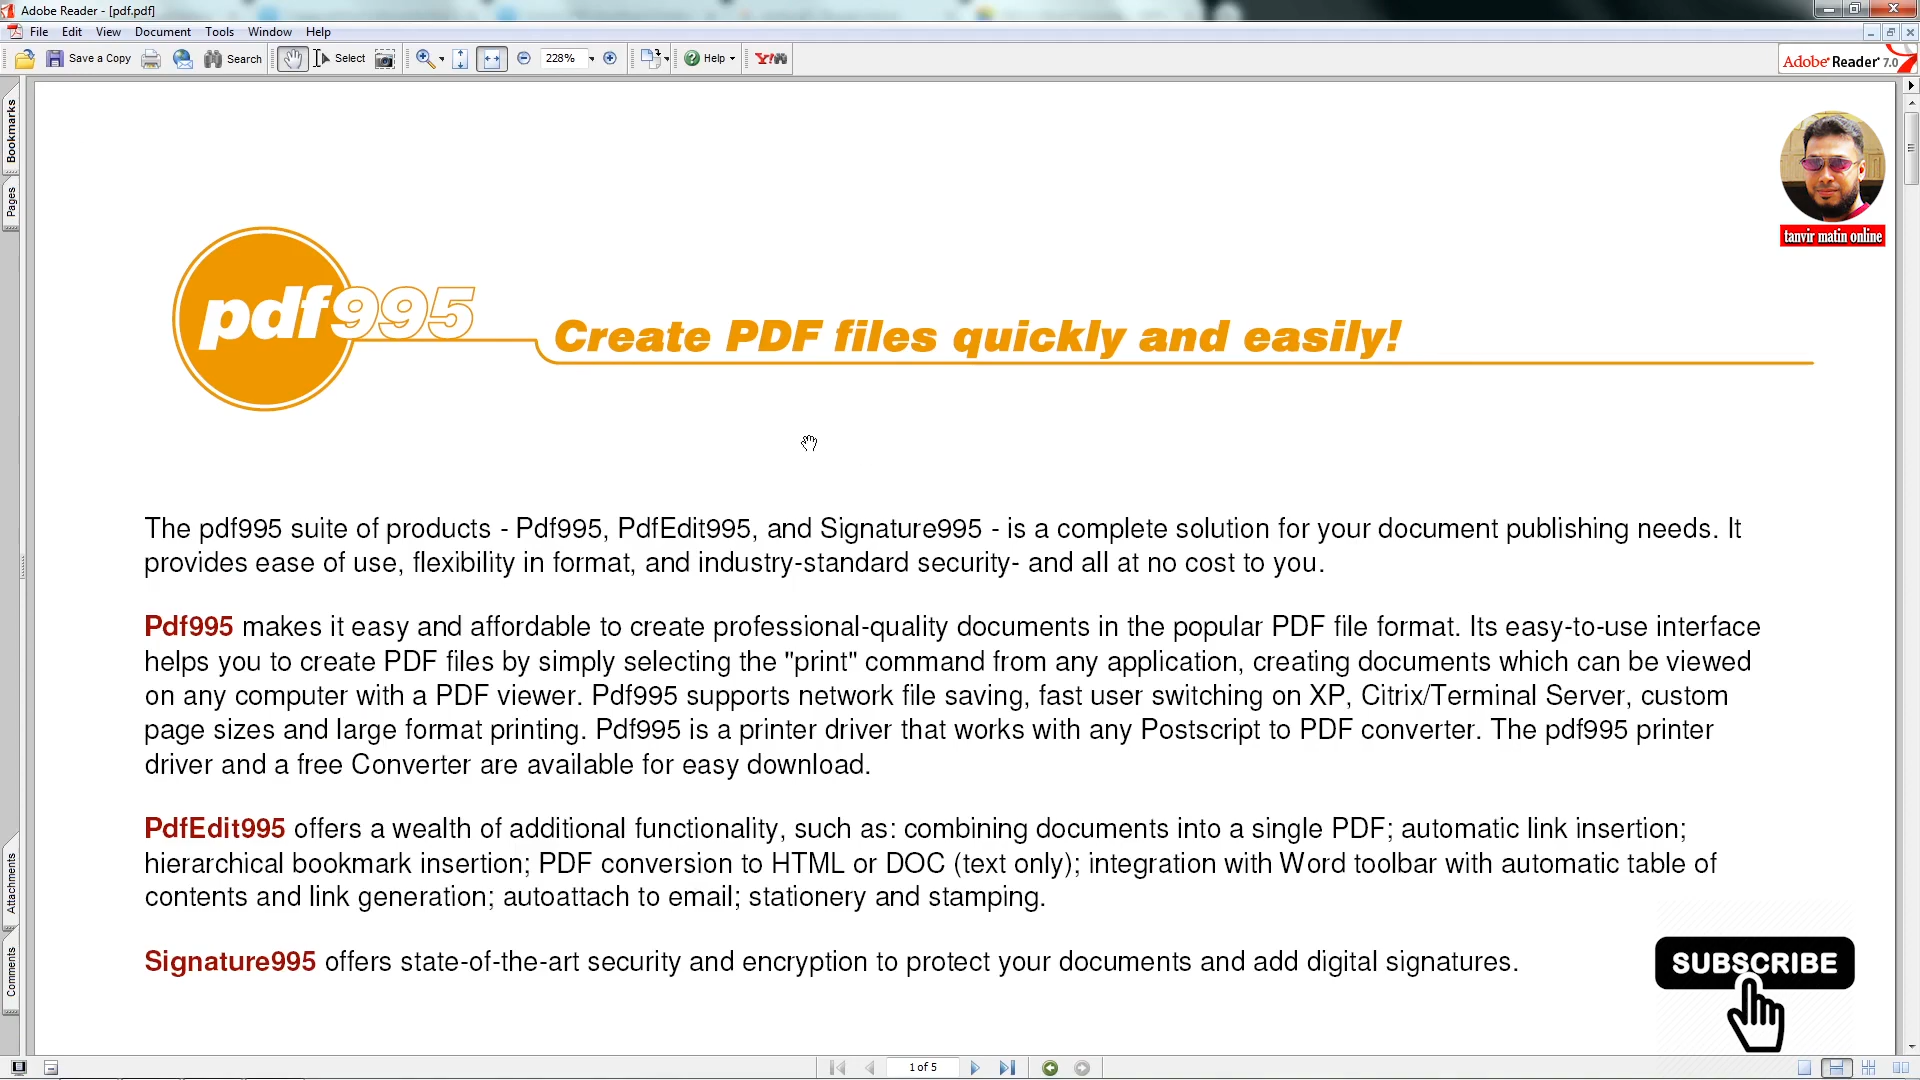 Adobe Reader - [pdf.pdf]
File Edit View Document Tools Window Help
Save a Copy Search Select 228% Help Y!
Adobe Reader 7.0
Bookmarks
Pages
tanvir matin online
pdf995
Create PDF files quickly and easily!
The pdf995 suite of products - Pdf995, PdfEdit995, and Signature995 - is a complete solution for your document publishing needs. It
provides ease of use, flexibility in format, and industry-standard security- and all at no cost to you.
Pdf995 makes it easy and affordable to create professional-quality documents in the popular PDF file format. Its easy-to-use interface
helps you to create PDF files by simply selecting the "print" command from any application, creating documents which can be viewed
on any computer with a PDF viewer. Pdf995 supports network file saving, fast user switching on XP, Citrix/Terminal Server, custom
page sizes and large format printing. Pdf995 is a printer driver that works with any Postscript to PDF converter. The pdf995 printer
driver and a free Converter are available for easy download.
PdfEdit995 offers a wealth of additional functionality, such as: combining documents into a single PDF; automatic link insertion;
hierarchical bookmark insertion; PDF conversion to HTML or DOC (text only); integration with Word toolbar with automatic table of
contents and link generation; autoattach to email; stationery and stamping.
Signature995 offers state-of-the-art security and encryption to protect your documents and add digital signatures.
Attachments
Comments
SUBSCRIBE
1 of 5